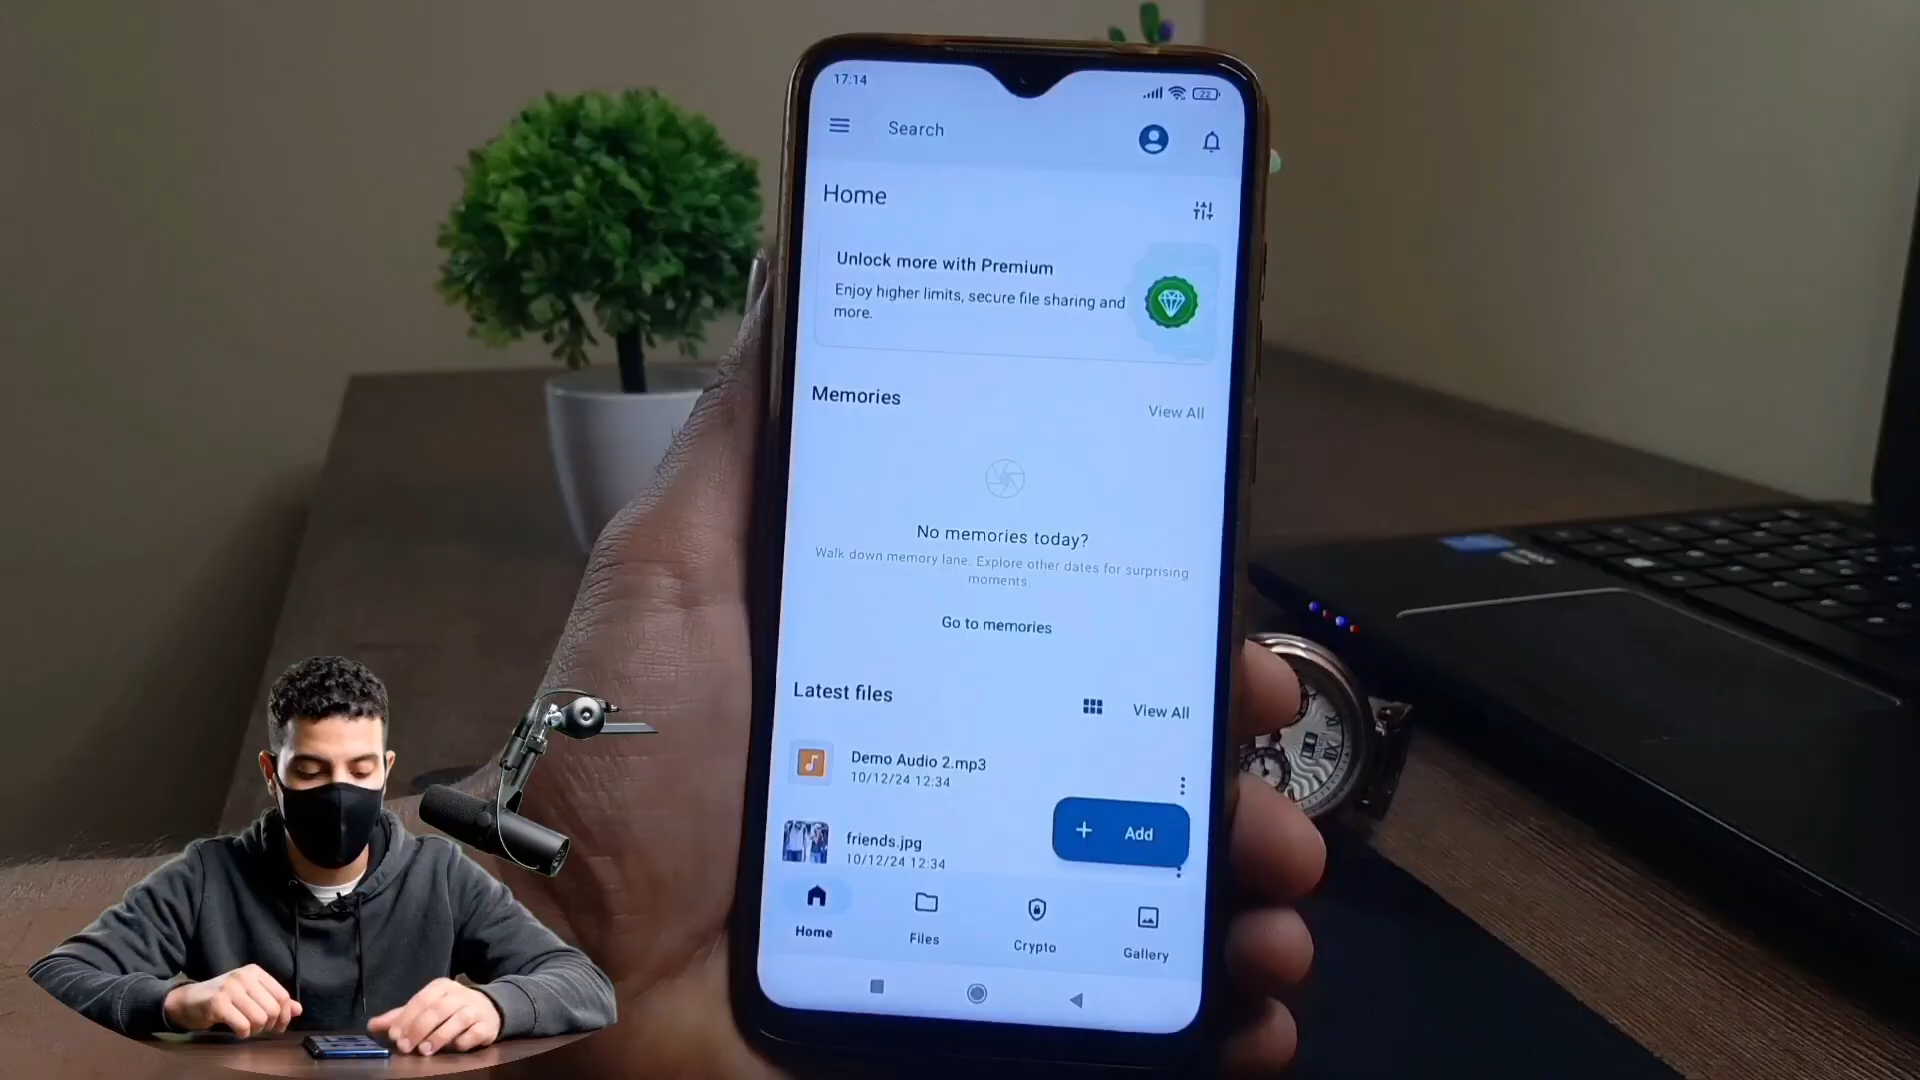 17:14
22
Search
Home
Unlock more with Premium
Enjoy higher limits, secure file sharing and
more.
Memories
View All
No memories today?
Walk down memory lane. Explore other dates for surprising
moments.
Go to memories
Latest files
View All
Demo Audio 2.mp3
10/12/24 12:34
Add
friends.jpg
10/12/24 12:34
Home
Files
Crypto
Gallery